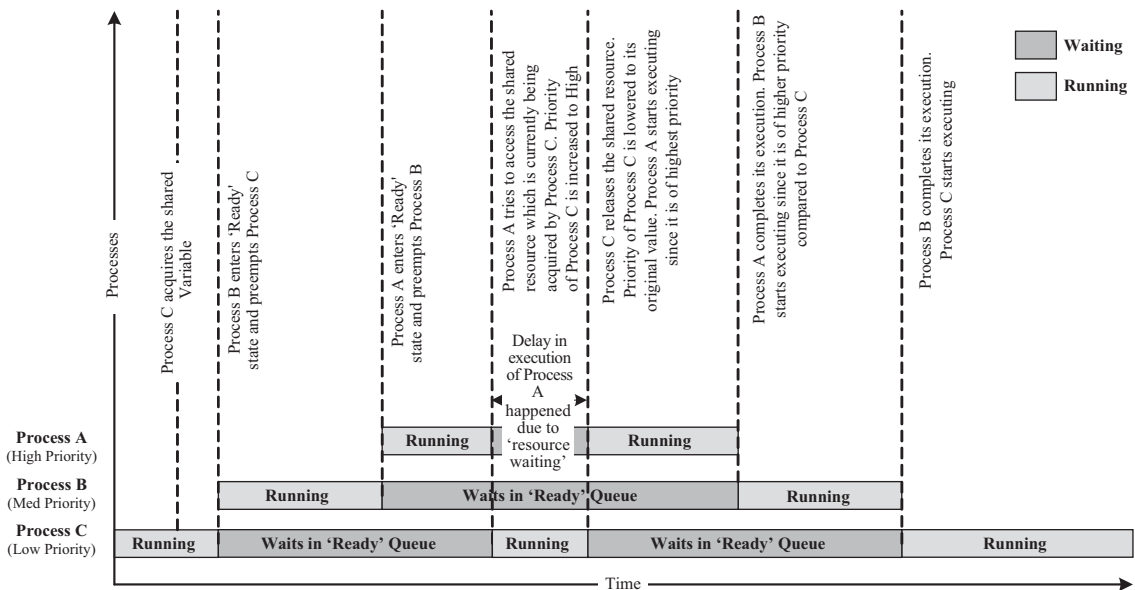 Waiting
Running
Processes
Process C acquires the shared
Variable
Process B enters ‘Ready'
state and preempts Process C
Process A enters ‘Ready'
state and preempts Process B
Process A tries to access the shared
resource which is currently being
acquired by Process C. Priority
of Process C is increased to High
Process C releases the shared resource.
Priority of Process C is lowered to its
original value. Process A starts executing
since it is of highest priority
Process A completes its execution. Process B
starts executing since it is of higher priority
compared to Process C
Process B completes its execution.
Process C starts executing
Delay in
execution
of Process
A
happened
due to
‘resource
waiting’
Process A
(High Priority)
Running
Running
Process B
(Med Priority)
Running
Waits in ‘Ready’ Queue
Running
Process C
(Low Priority)
Running
Waits in ‘Ready’ Queue
Running
Waits in ‘Ready’ Queue
Running
Time